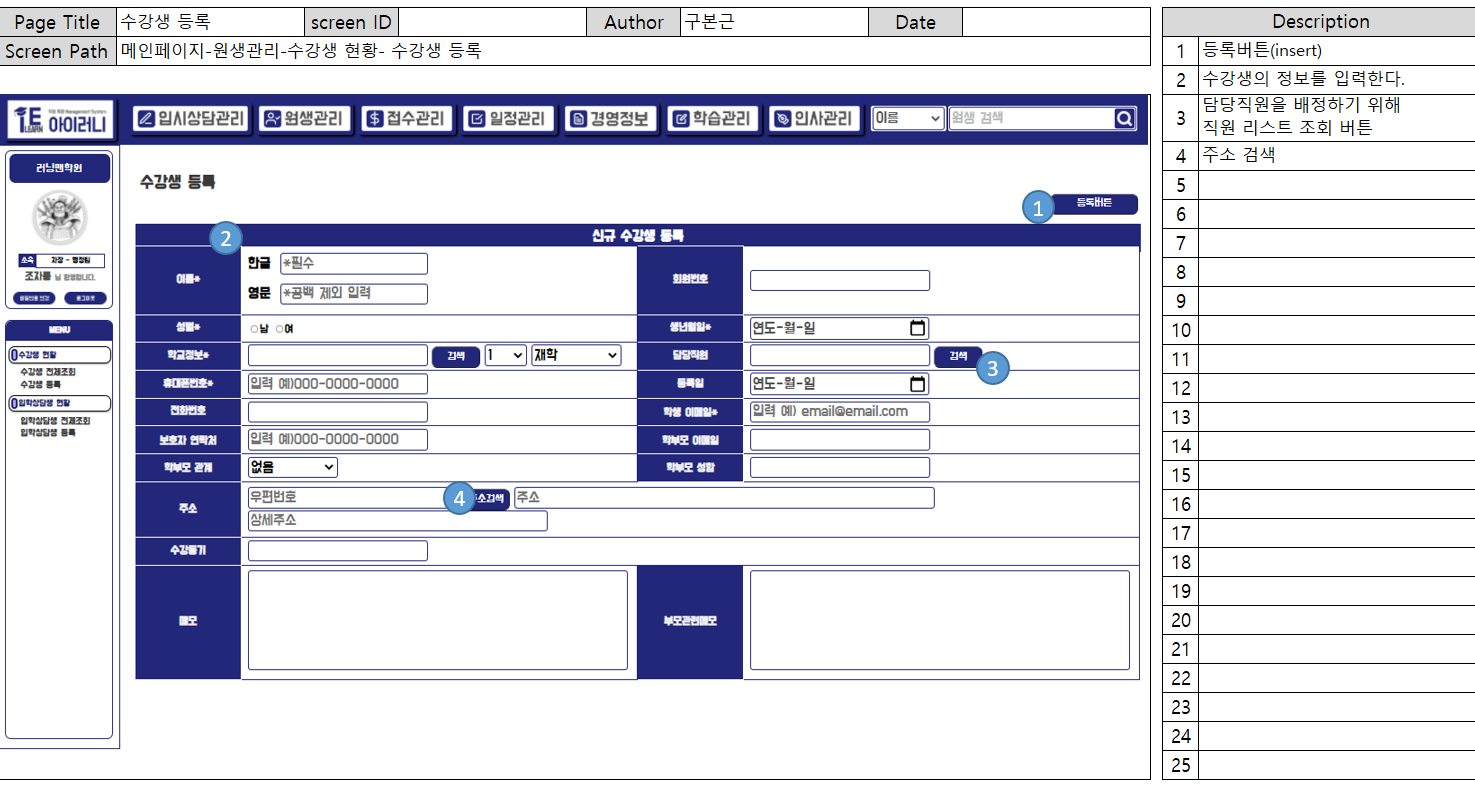 Page Title 수강생 등록 screen ID Author 구본근 Date
Screen Path 메인페이지-원생관리-수강생 현황- 수강생 등록
LEARN 아이러니
입시상담관리 원생관리 접수관리 일정관리 경영정보 학습관리 인사관리 이름 원생 검색
러닝맨학원
소속 차장 - 행정팀
조자룡 님 환영합니다.
로그아웃
MENU
수강생 현황
수강생 전체조회
수강생 등록
입학상담생 현황
입학상담생 전체조회
입학상담생 등록
수강생 등록
1 등록버튼
2 신규 수강생 등록
이름* 한글 *필수 회원번호
영문 *공백 제외 입력
성별* 남 여 생년월일* 연도-월-일
학교정보* 검색 1 재학 담당직원 검색 3
휴대폰번호* 입력 예)000-0000-0000 등록일 연도-월-일
전화번호 학생 이메일* 입력 예) email@email.com
보호자 연락처 입력 예)000-0000-0000 학부모 이메일
학부모 관계 없음 학부모 성함
주소 우편번호 4 주소검색 주소
상세주소
수강동기
메모 부모관련메모
Description
1 등록버튼(insert)
2 수강생의 정보를 입력한다.
3 담당직원을 배정하기 위해
직원 리스트 조회 버튼
4 주소 검색
5
6
7
8
9
10
11
12
13
14
15
16
17
18
19
20
21
22
23
24
25